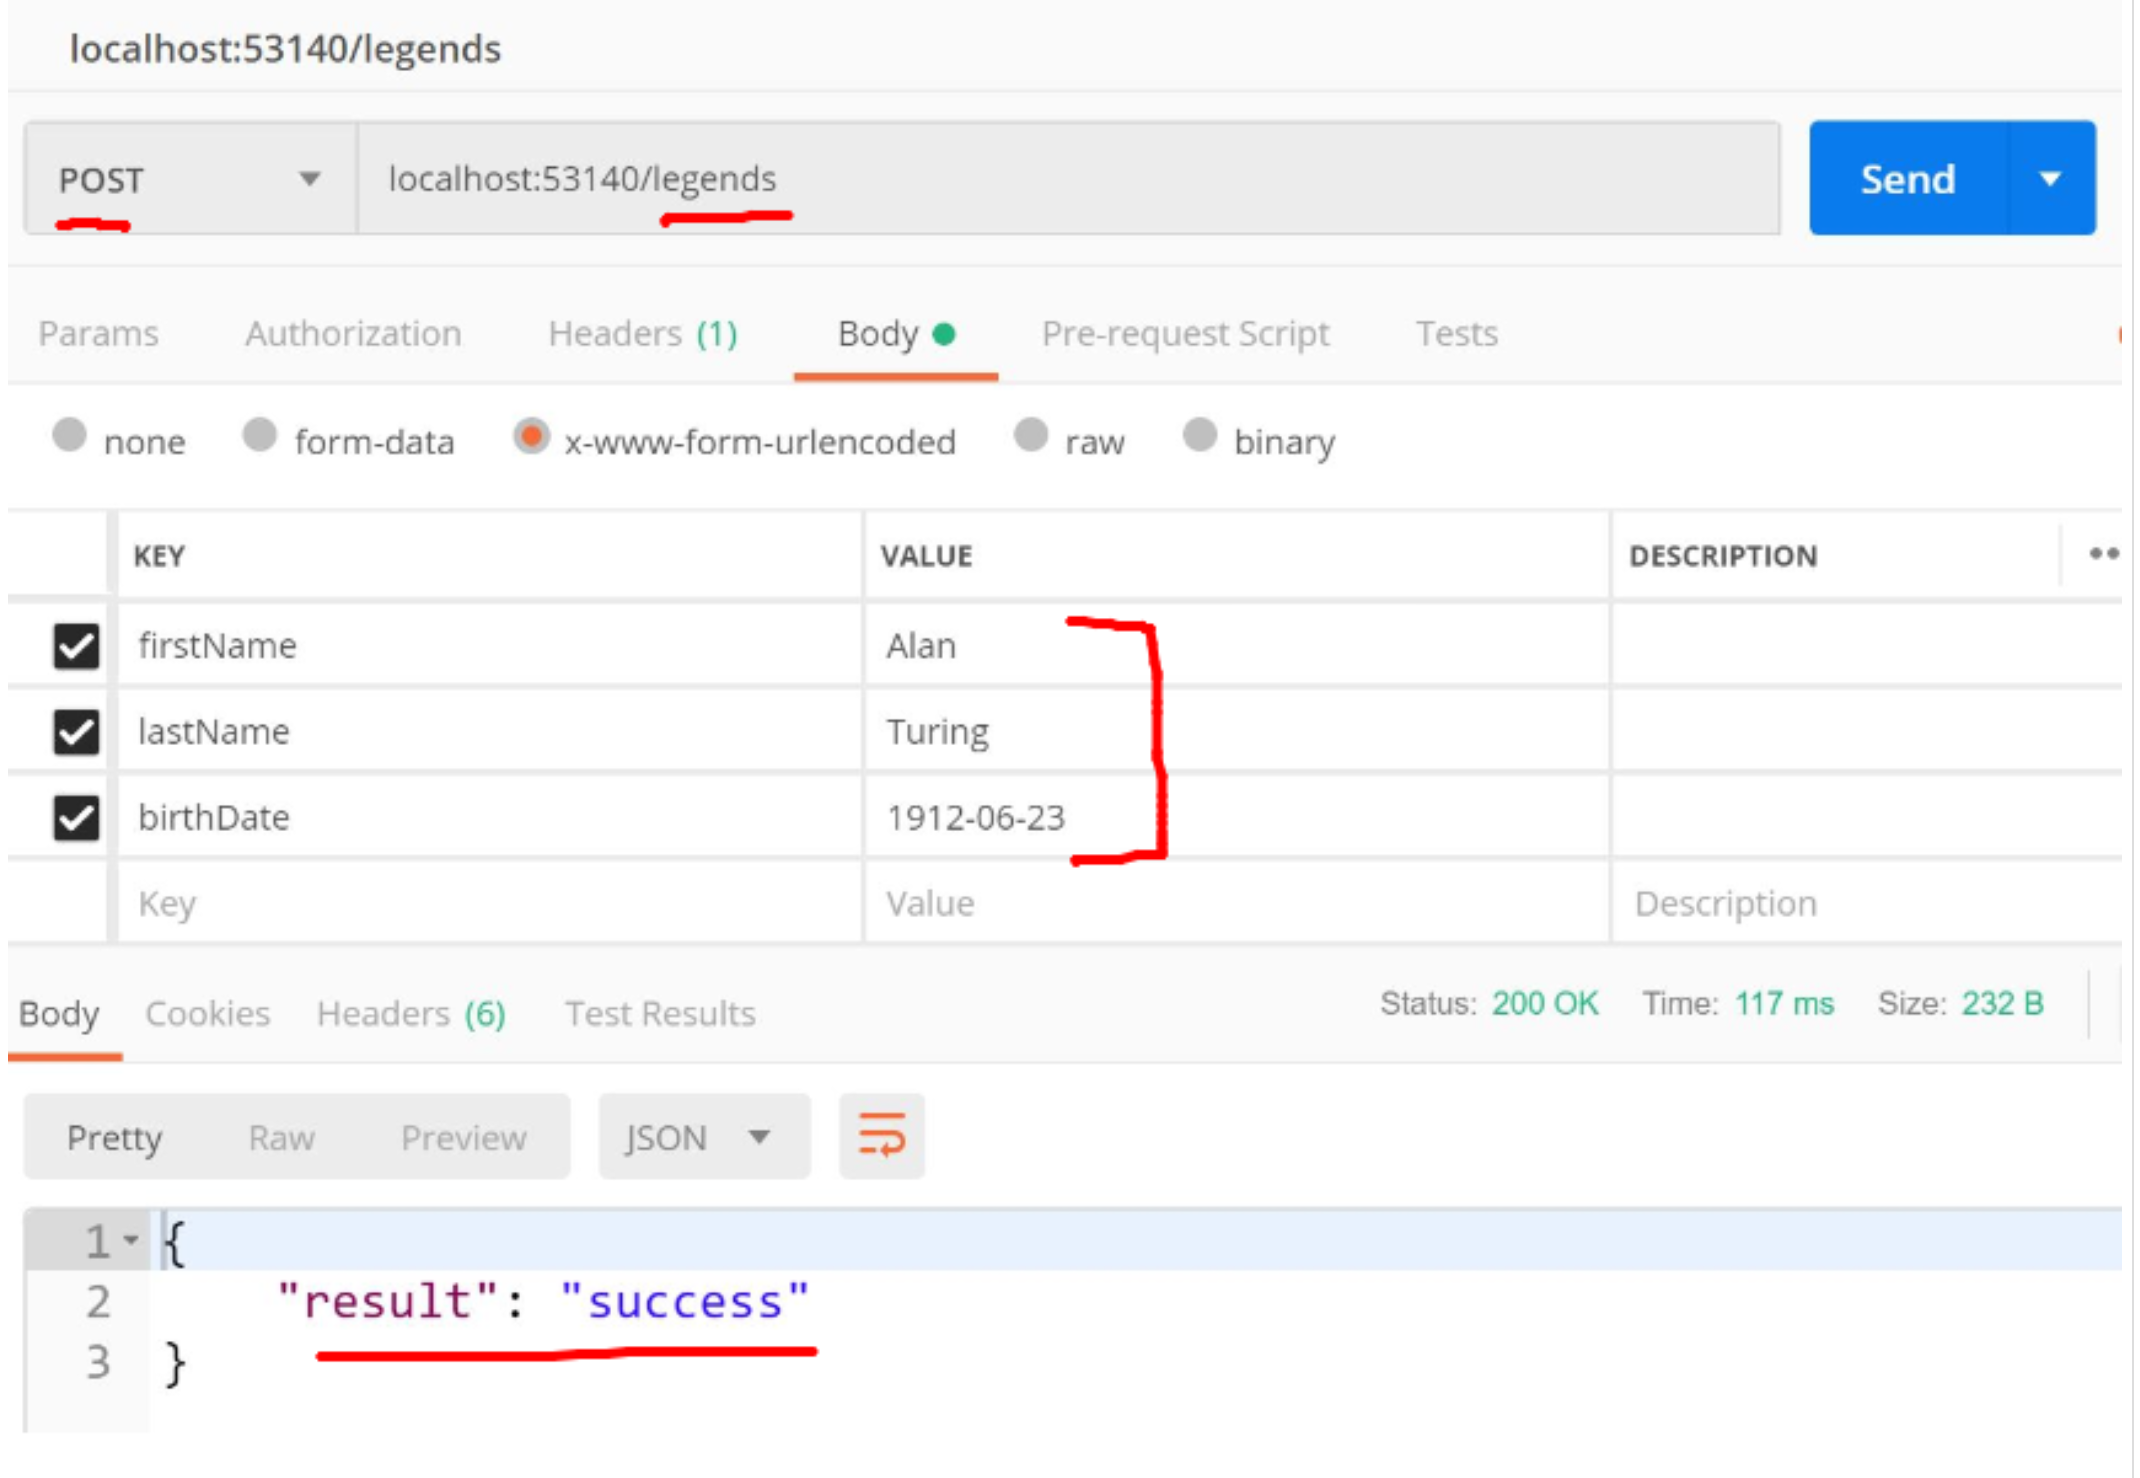 localhost:53140/legends
POST localhost:53140/legends Send
Params Authorization Headers (1) Body Pre-request Script Tests
none form-data x-www-form-urlencoded raw binary
KEY VALUE DESCRIPTION
firstName Alan
lastName Turing
birthDate 1912-06-23
Key Value Description
Body Cookies Headers (6) Test Results Status: 200 OK Time: 117 ms Size: 232 B
Pretty Raw Preview JSON
1 {
2 "result": "success"
3 }